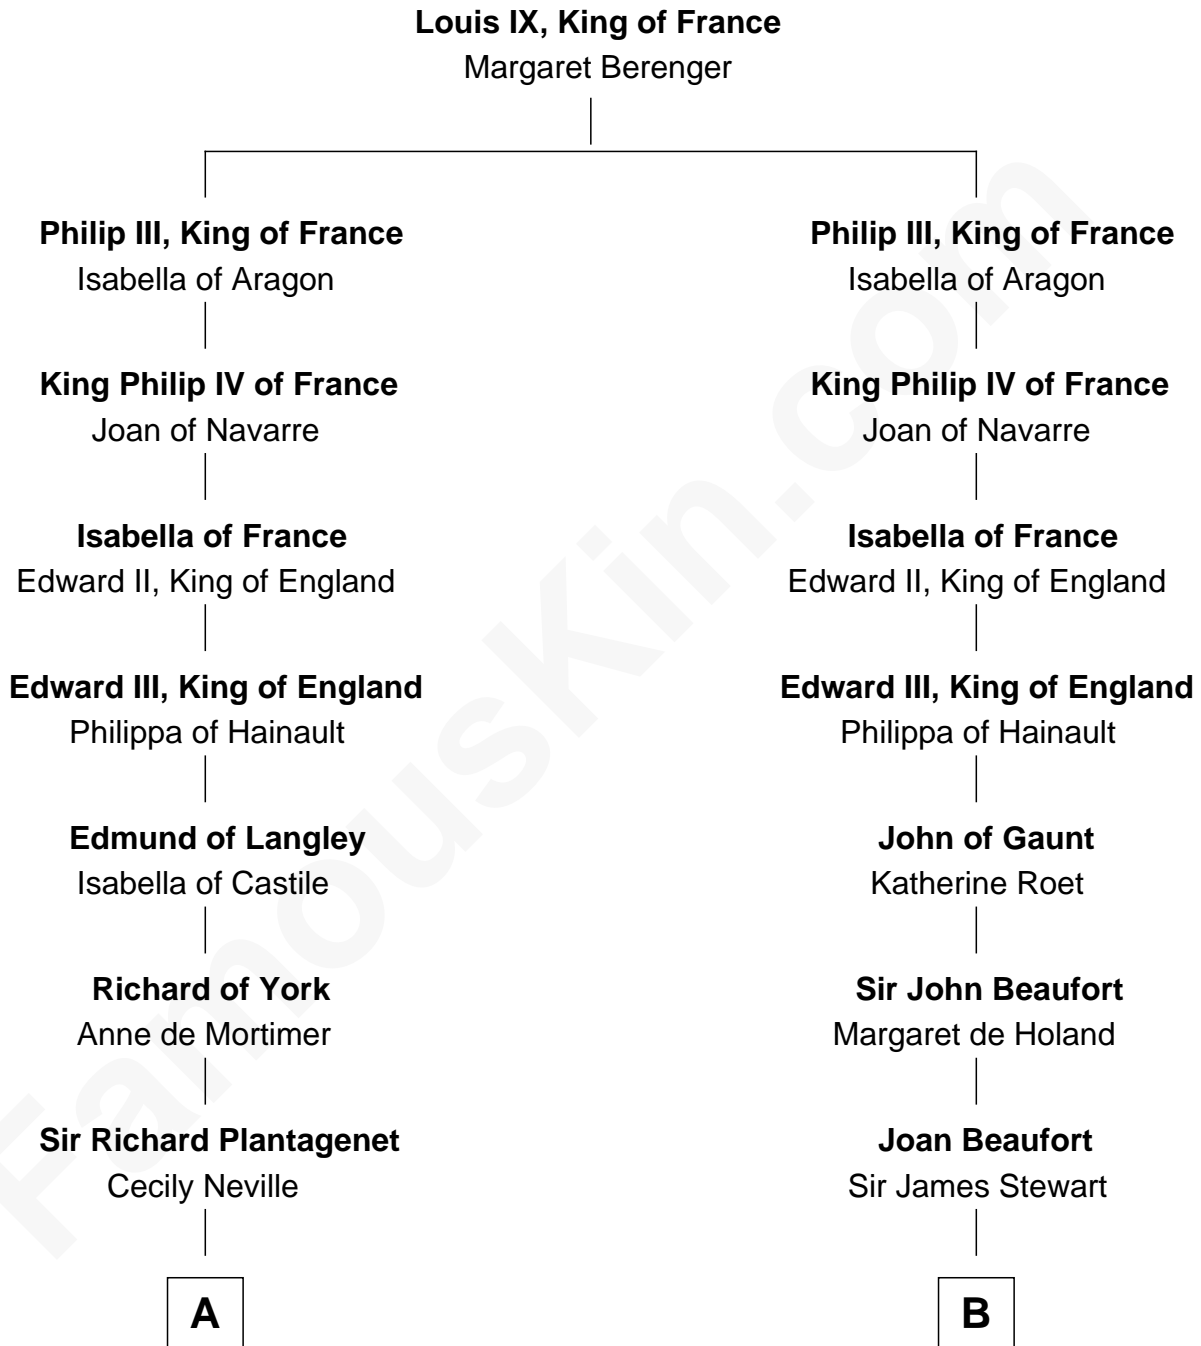 Louis IX, King of France
Margaret Berenger
Philip III, King of France
Isabella of Aragon
King Philip IV of France
Joan of Navarre
Isabella of France
Edward II, King of England
Edward III, King of England
Philippa of Hainault
Edmund of Langley
Isabella of Castile
Richard of York
Anne de Mortimer
Sir Richard Plantagenet
Cecily Neville
A
Philip III, King of France
Isabella of Aragon
King Philip IV of France
Joan of Navarre
Isabella of France
Edward II, King of England
Edward III, King of England
Philippa of Hainault
John of Gaunt
Katherine Roet
Sir John Beaufort
Margaret de Holand
Joan Beaufort
Sir James Stewart
B
FamousKin.com